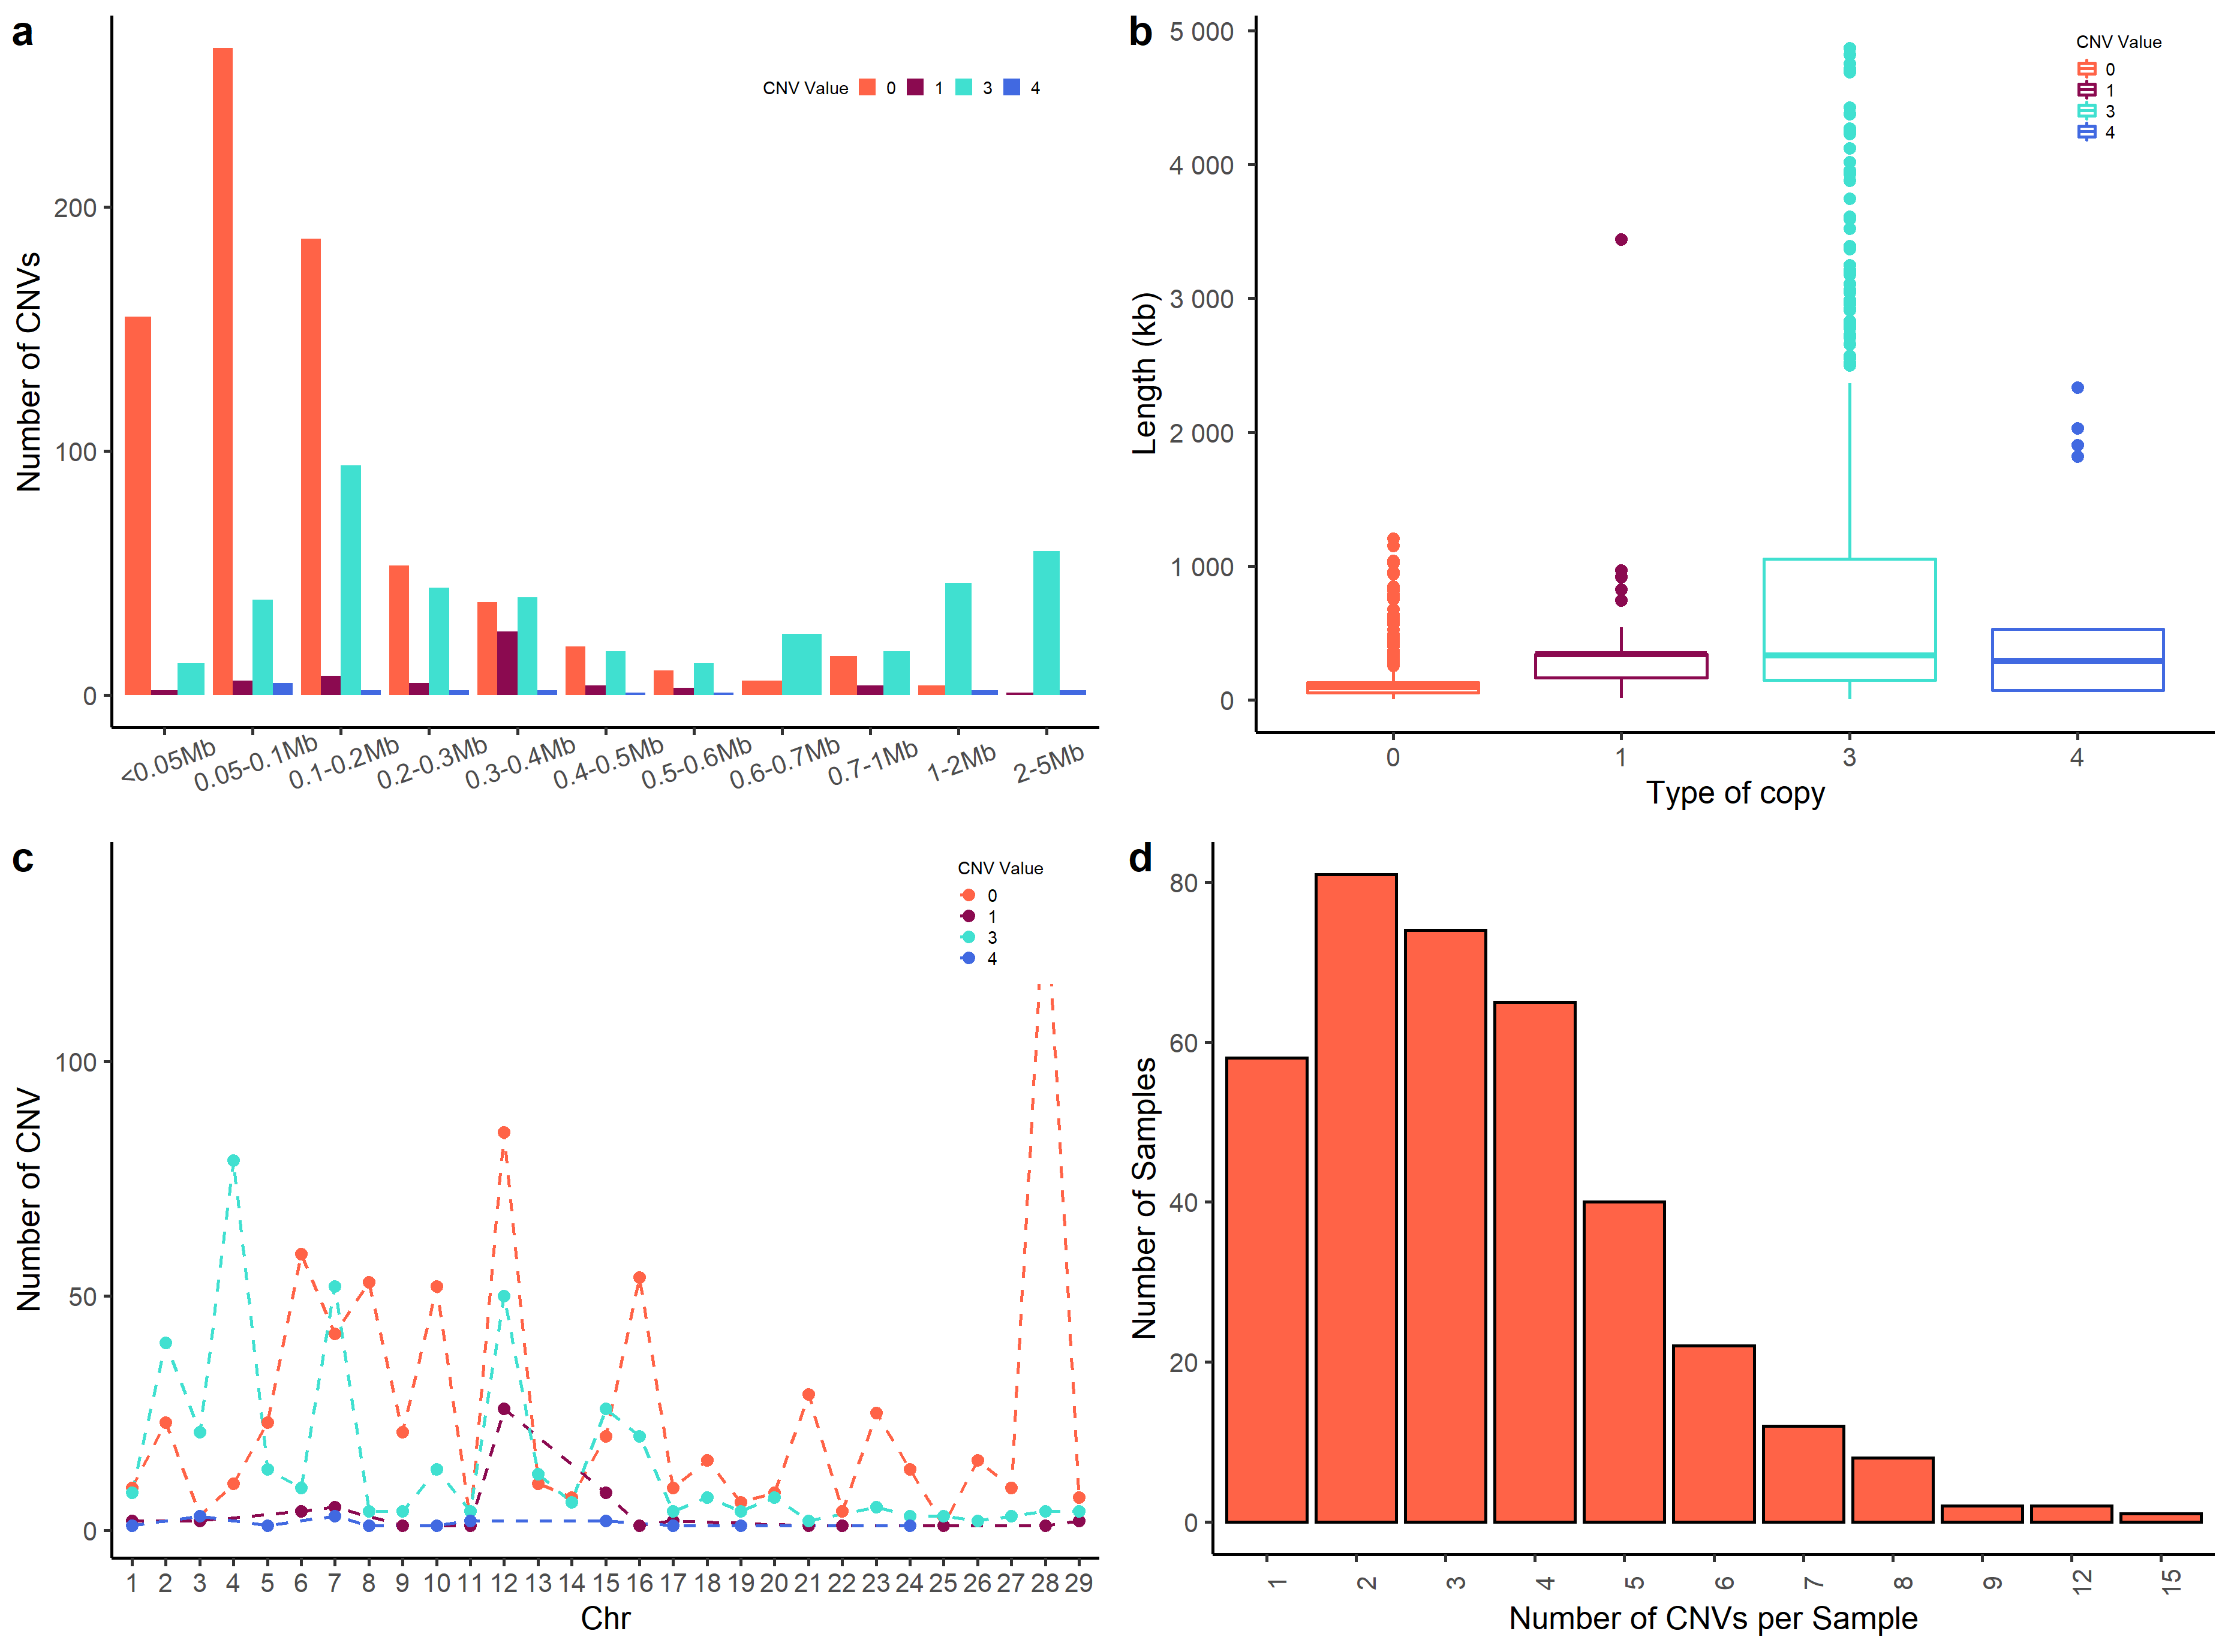 a
CNV Value 0 1 3 4
Number of CNVs
200
100
0
<0.05Mb 0.05-0.1Mb 0.1-0.2Mb 0.2-0.3Mb 0.3-0.4Mb 0.4-0.5Mb 0.5-0.6Mb 0.6-0.7Mb 0.7-1Mb 1-2Mb 2-5Mb
b
CNV Value
0
1
3
4
Length (kb)
5 000
4 000
3 000
2 000
1 000
0
0 1 3 4
Type of copy
c
CNV Value
0
1
3
4
Number of CNV
100
50
0
1 2 3 4 5 6 7 8 9 10 11 12 13 14 15 16 17 18 19 20 21 22 23 24 25 26 27 28 29
Chr
d
Number of Samples
80
60
40
20
0
1 2 3 4 5 6 7 8 9 12 15
Number of CNVs per Sample